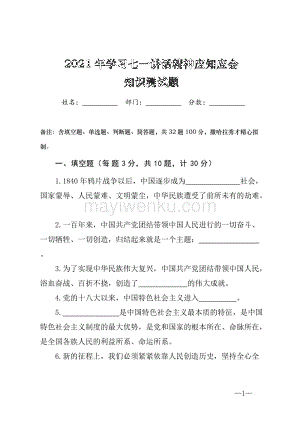 2021年学习七一讲话精神应知应会
知识测试题
姓名：__________ 部门：__________ 分数：__________
备注：含填空题、单选题、判断题、简答题，共32题100分，撒哈拉秀才精心拟
制。
一、填空题（每题3分，共10题，计30分）
1.1840年鸦片战争以后，中国逐步成为__________社会，
国家蒙辱、人民蒙难、文明蒙尘，中华民族遭受了前所未有的劫难。
2.一百年来，中国共产党团结带领中国人民进行的一切奋斗、
一切牺牲、一切创造，归结起来就是一个主题：__________。
3.为了实现中华民族伟大复兴，中国共产党团结带领中国人民，
浴血奋战、百折不挠，创造了__________的伟大成就。
4.党的十八大以来，中国特色社会主义进入__________。
5.__________是中国特色社会主义最本质的特征，是中国特
色社会主义制度的最大优势，是党和国家的根本所在、命脉所在，
是全国各族人民的利益所系、命运所系。
6.新的征程上，我们必须紧紧依靠人民创造历史，坚持全心全
mayiwenku.com
—1—